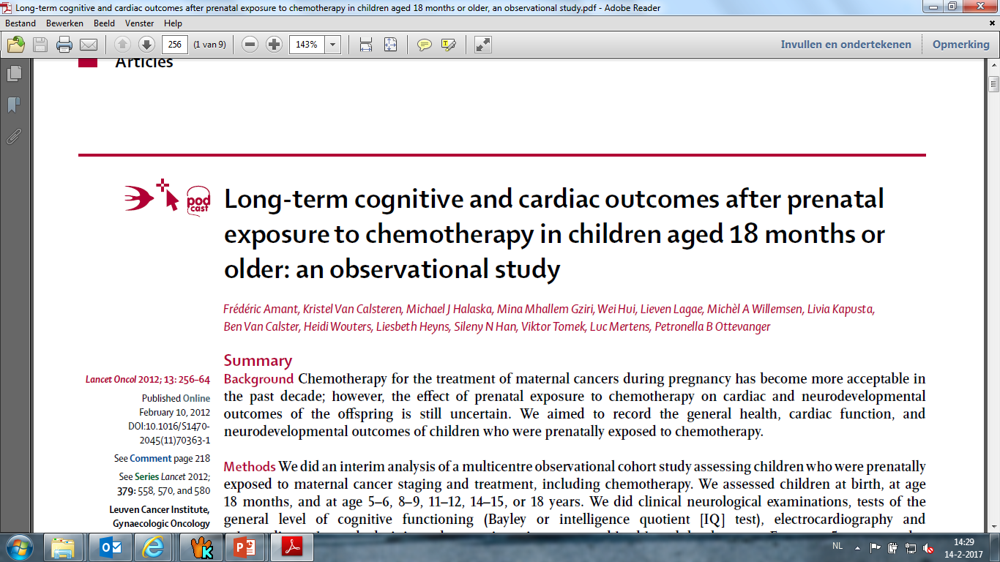 Long-term cognitive and cardiac outcomes after prenatal exposure to chemotherapy in children aged 18 months or older, an observational study.pdf - Adobe Reader
Bestand Bewerken Beeld Venster Help
256 (1 van 9) 143% Invullen en ondertekenen Opmerking
Articles
pod
cast
Long-term cognitive and cardiac outcomes after prenatal
exposure to chemotherapy in children aged 18 months or
older: an observational study
Frédéric Amant, Kristel Van Calsteren, Michael J Halaska, Mina Mhallem Gziri, Wei Hui, Lieven Lagae, Michèl A Willemsen, Livia Kapusta,
Ben Van Calster, Heidi Wouters, Liesbeth Heyns, Sileny N Han, Viktor Tomek, Luc Mertens, Petronella B Ottevanger
Summary
Background Chemotherapy for the treatment of maternal cancers during pregnancy has become more acceptable in
the past decade; however, the effect of prenatal exposure to chemotherapy on cardiac and neurodevelopmental
outcomes of the offspring is still uncertain. We aimed to record the general health, cardiac function, and
neurodevelopmental outcomes of children who were prenatally exposed to chemotherapy.
Methods We did an interim analysis of a multicentre observational cohort study assessing children who were prenatally
exposed to maternal cancer staging and treatment, including chemotherapy. We assessed children at birth, at age
18 months, and at age 5–6, 8–9, 11–12, 14–15, or 18 years. We did clinical neurological examinations, tests of the
general level of cognitive functioning (Bayley or intelligence quotient [IQ] test), electrocardiography and
Lancet Oncol 2012; 13: 256–64
Published Online
February 10, 2012
DOI:10.1016/S1470-
2045(11)70363-1
See Comment page 218
See Series Lancet 2012;
379: 558, 570, and 580
Leuven Cancer Institute,
Gynaecologic Oncology
NL
14:29
14-2-2017